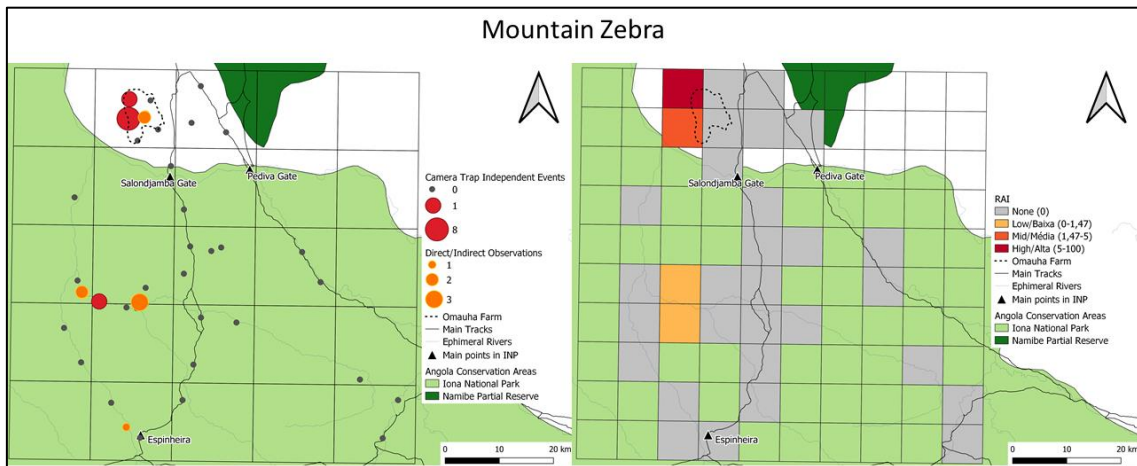 Mountain Zebra
Salondjamba Gate
Pediva Gate
Espinheira
Camera Trap Independent Events
0
1
8
Direct/Indirect Observations
1
2
3
Omauha Farm
Main Tracks
Ephimeral Rivers
Main points in INP
Angola Conservation Areas
Iona National Park
Namibe Partial Reserve
0 10 20 km
Salondjamba Gate
Pediva Gate
Espinheira
RAI
None (0)
Low/Baixa (0-1,47)
Mid/Média (1,47-5)
High/Alta (5-100)
Omauha Farm
Main Tracks
Ephimeral Rivers
Main points in INP
Angola Conservation Areas
Iona National Park
Namibe Partial Reserve
0 10 20 km